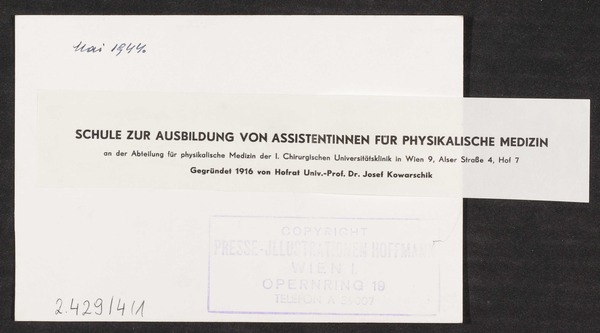 Mai 1944.
SCHULE ZUR AUSBILDUNG VON ASSISTENTINNEN FÜR PHYSIKALISCHE MEDIZIN
an der Abteilung für physikalische Medizin der I. Chirurgischen Universitätsklinik in Wien 9, Alser Straße 4, Hof 7
Gegründet 1916 von Hofrat Univ.-Prof. Dr. Josef Kowarschik
COPYRIGHT
PRESSE-ILLUSTRATIONEN HOFFMANN
WIEN I.
OPERNRING 19
TELEFON A
2.429/4/1